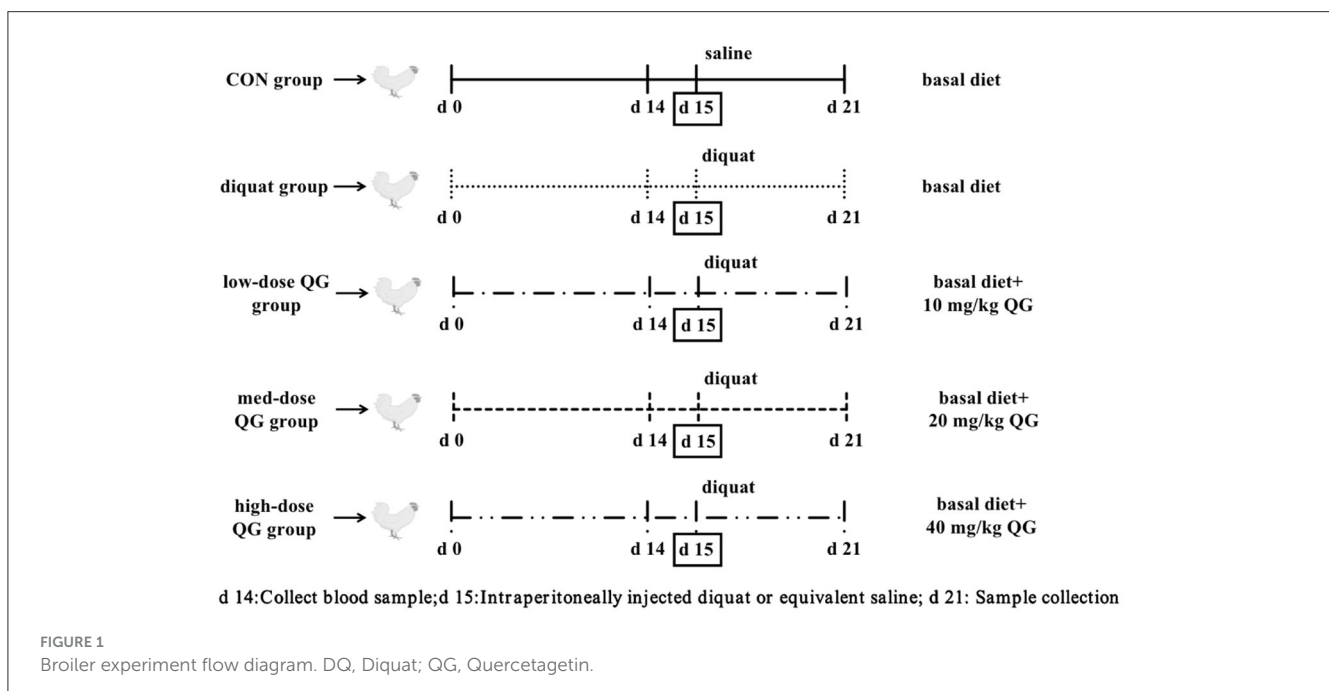 saline
CON group
basal diet
d 0
d 14
d 15
d 21
diquat
diquat group
basal diet
d 0
d 14
d 15
d 21
diquat
low-dose QG
group
basal diet+
10 mg/kg QG
d 0
d 14
d 15
d 21
diquat
med-dose
QG group
basal diet+
20 mg/kg QG
d 0
d 14
d 15
d 21
diquat
high-dose
QG group
basal diet+
40 mg/kg QG
d 0
d 14
d 15
d 21
d 14:Collect blood sample;d 15:Intraperitoneally injected diquat or equivalent saline; d 21: Sample collection
FIGURE 1
Broiler experiment flow diagram. DQ, Diquat; QG, Quercetagetin.